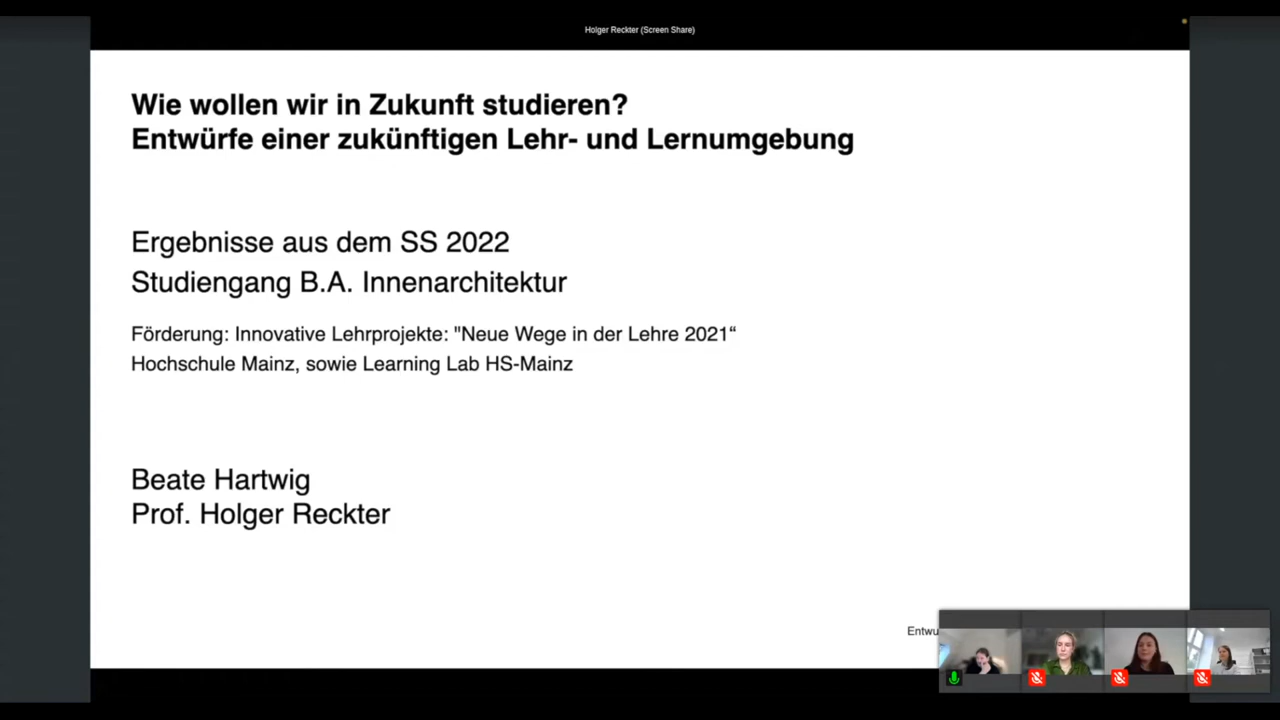 Holger Reckter (Screen Share)
Wie wollen wir in Zukunft studieren?
Entwürfe einer zukünftigen Lehr- und Lernumgebung
Ergebnisse aus dem SS 2022
Studiengang B.A. Innenarchitektur
Förderung: Innovative Lehrprojekte: "Neue Wege in der Lehre 2021“
Hochschule Mainz, sowie Learning Lab HS-Mainz
Beate Hartwig
Prof. Holger Reckter
Entwu